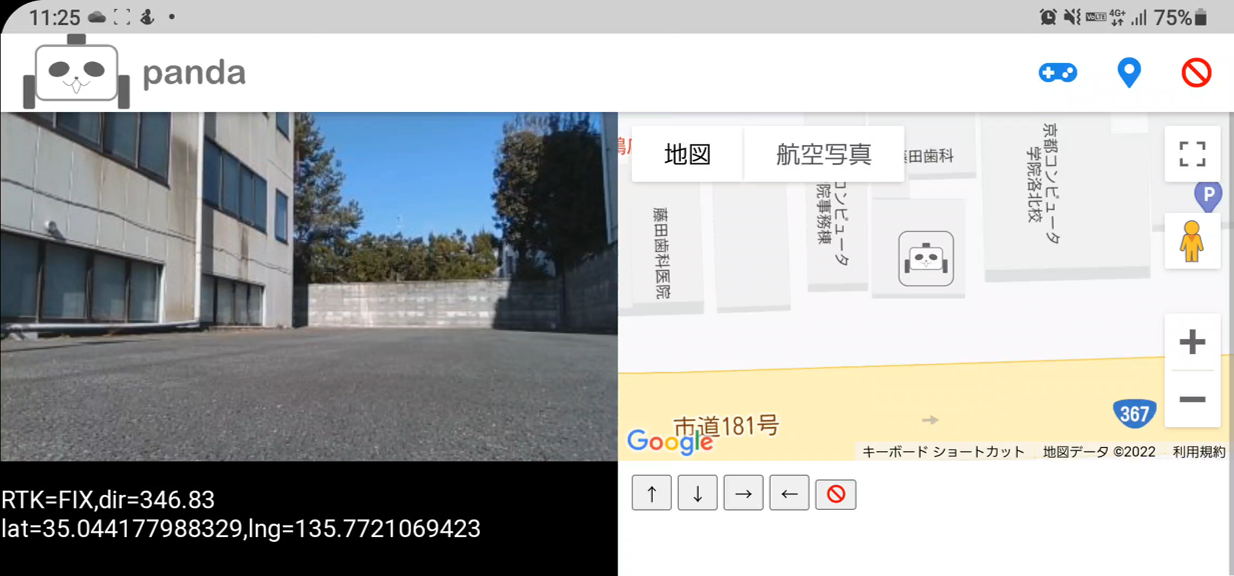 11:25
4G+
75%
panda
地図
航空写真
藤田歯科
京都コンピュータ
学院洛北校
コンピュータ
院事務棟
藤田歯科医院
P
367
市道181号
Google
キーボード ショートカット 地図データ ©2022 利用規約
↑ ↓ → ←
RTK=FIX,dir=346.83
lat=35.044177988329,lng=135.7721069423